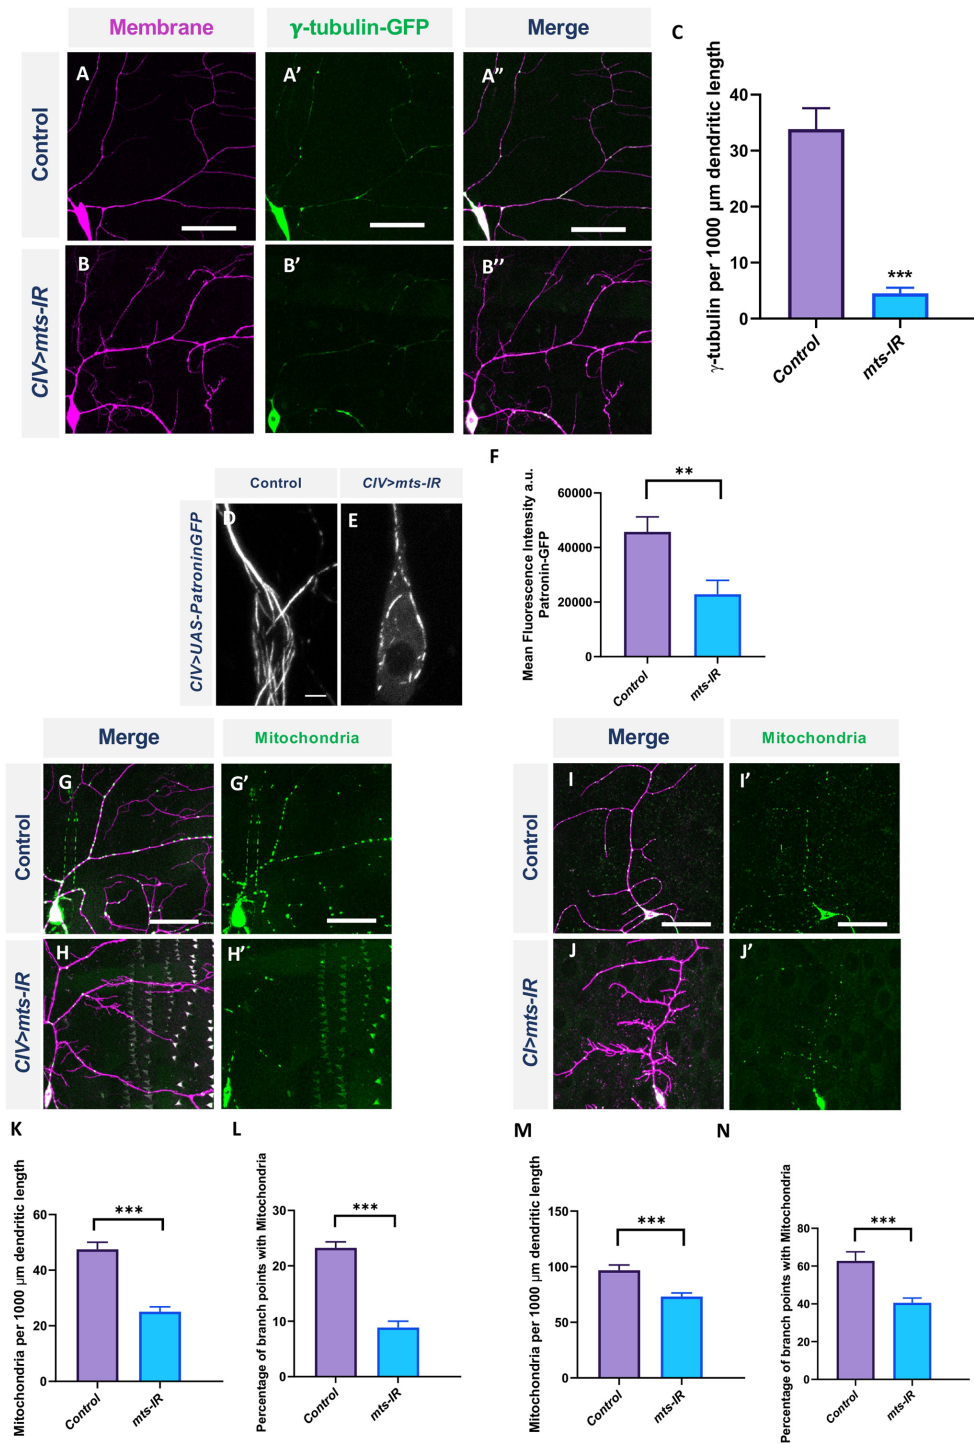 Membrane
γ-tubulin-GFP
Merge
C
Control
A
A'
A''
CIV>mts-IR
B
B'
B''
γ-tubulin per 1000 μm dendritic length
40
30
20
10
0
***
Control
mts-IR
Control
CIV>mts-IR
CIV>UAS-PatroninGFP
D
E
F
Mean Fluorescence Intensity a.u.
Patronin-GFP
60000
40000
20000
0
**
Control
mts-IR
Merge
Mitochondria
Control
G
G'
CIV>mts-IR
H
H'
Merge
Mitochondria
Control
I
I'
CI>mts-IR
J
J'
K
Mitochondria per 1000 μm dendritic length
60
40
20
0
***
Control
mts-IR
L
Percentage of branch points with Mitochondria
30
20
10
0
***
Control
mts-IR
M
Mitochondria per 1000 μm dendritic length
150
100
50
0
***
Control
mts-IR
N
Percentage of branch points with Mitochondria
80
60
40
20
0
***
Control
mts-IR